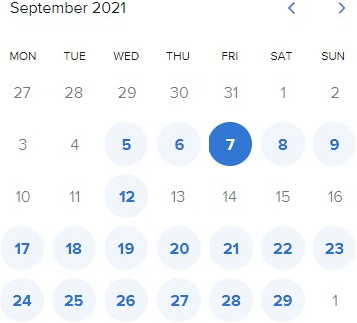 September 2021
MON TUE WED THU FRI SAT SUN
27 28 29 30 31 1 2
3 4 5 6 7 8 9
10 11 12 13 14 15 16
17 18 19 20 21 22 23
24 25 26 27 28 29 1